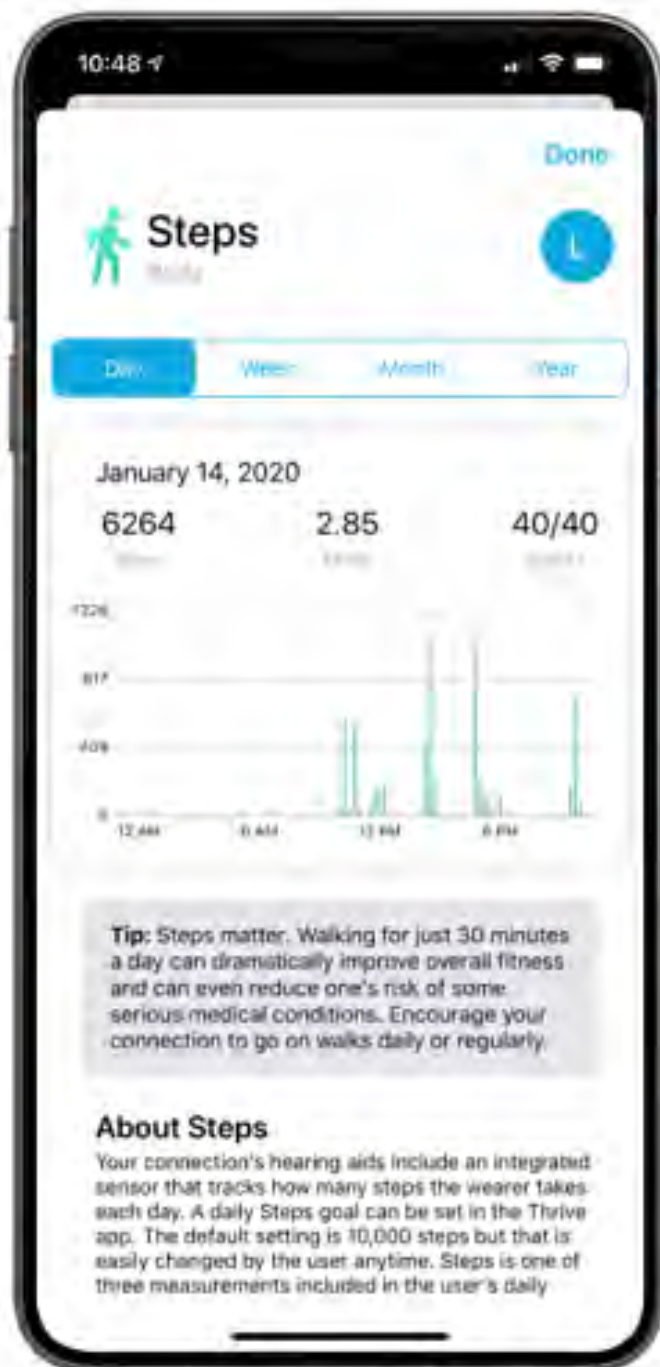 10:48
Done
Steps
Body
L
Day Week Month Year
January 14, 2020
6264 2.85 40/40
817
409
0
12 AM 6 AM 12 PM 6 PM
Tip: Steps matter. Walking for just 30 minutes
a day can dramatically improve overall fitness
and can even reduce one's risk of some
serious medical conditions. Encourage your
connection to go on walks daily or regularly.
About Steps
Your connection's hearing aids include an integrated
sensor that tracks how many steps the wearer takes
each day. A daily Steps goal can be set in the Thrive
app. The default setting is 10,000 steps but that is
easily changed by the user anytime. Steps is one of
three measurements included in the user's daily